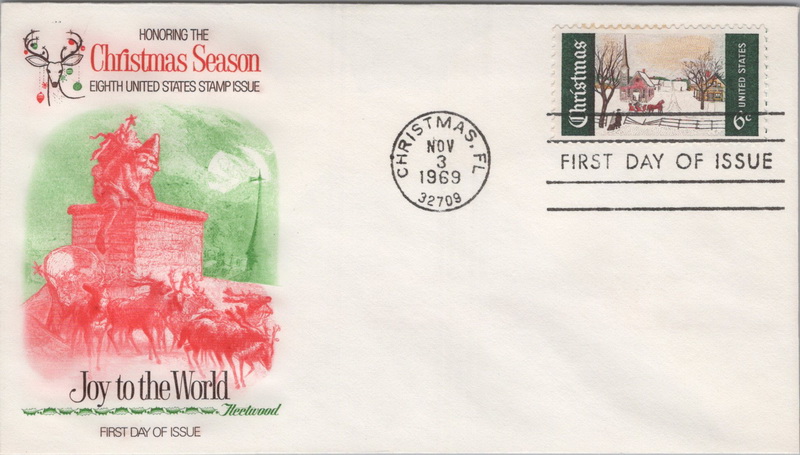 HONORING THE
Christmas Season
EIGHTH UNITED STATES STAMP ISSUE
Joy to the World
Fleetwood
FIRST DAY OF ISSUE
CHRISTMAS, FL
NOV
3
1969
32709
Christmas
6c UNITED STATES
FIRST DAY OF ISSUE